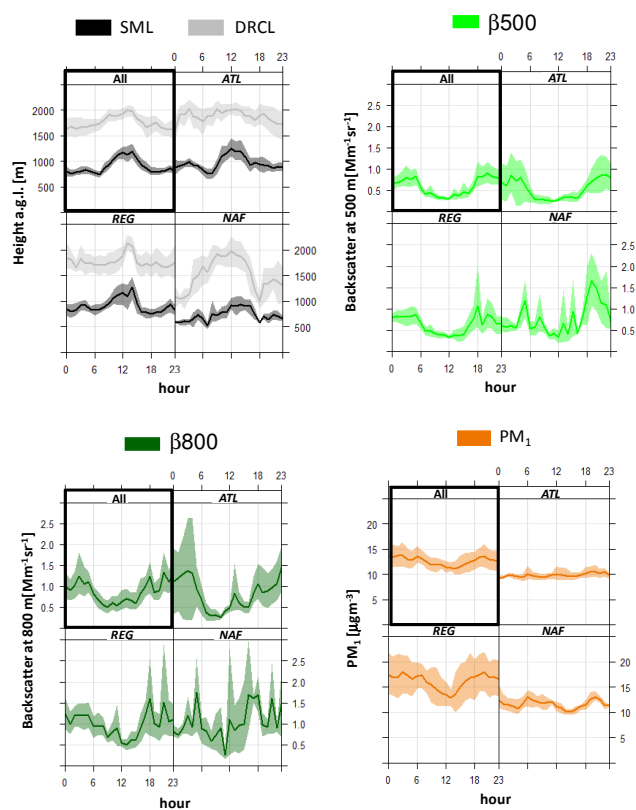 SML DRCL
0 6 12 18 23
All ATL
2000
1500
1000
500
Height a.g.l. [m]
REG NAF
2000
1500
1000
500
0 6 12 18 23
hour
β500
0 6 12 18 23
All ATL
2.5
2.0
1.5
1.0
0.5
Backscatter at 500 m[Mm⁻¹sr⁻¹]
REG NAF
2.5
2.0
1.5
1.0
0.5
0 6 12 18 23
hour
β800
0 6 12 18 23
All ATL
2.5
2.0
1.5
1.0
0.5
Backscatter at 800 m[Mm⁻¹sr⁻¹]
REG NAF
2.5
2.0
1.5
1.0
0.5
0 6 12 18 23
hour
PM₁
0 6 12 18 23
All ATL
20
15
10
5
PM₁ [µgm⁻³]
REG NAF
20
15
10
5
0 6 12 18 23
hour